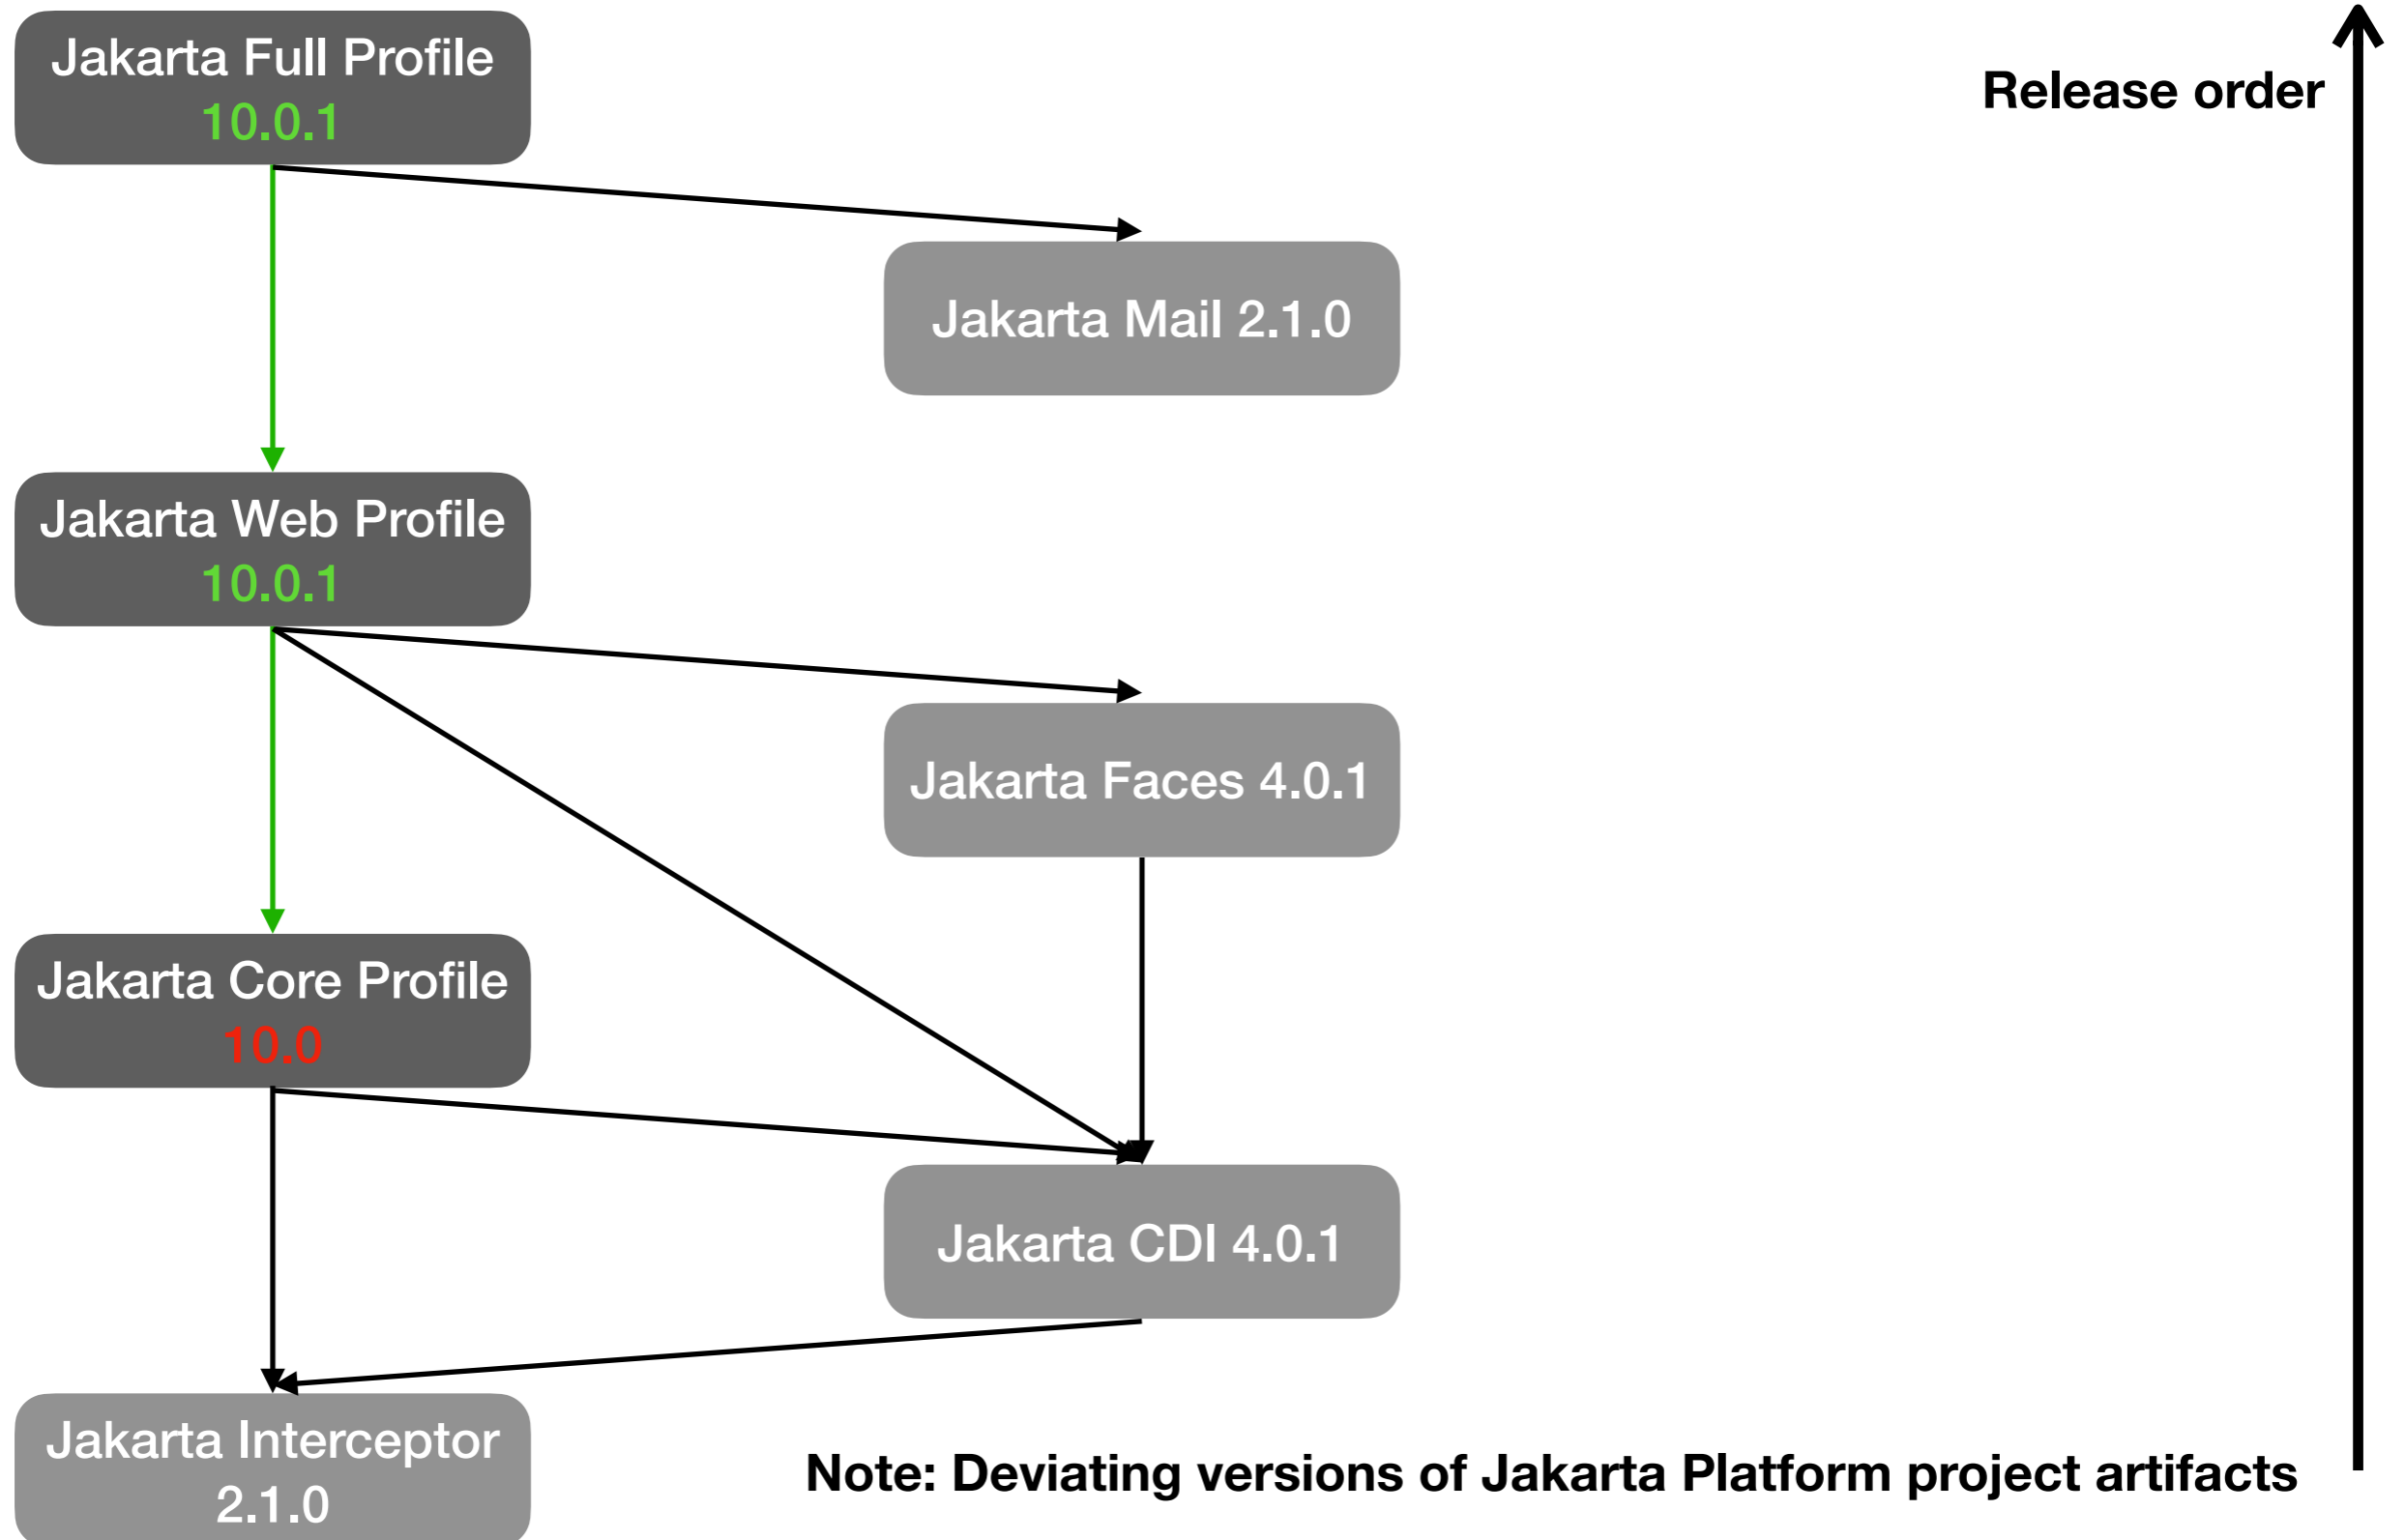 Jakarta Full Profile
10.0.1
Release order
Jakarta Mail 2.1.0
Jakarta Web Profile
10.0.1
Jakarta Faces 4.0.1
Jakarta Core Profile
10.0
Jakarta CDI 4.0.1
Jakarta Interceptor
2.1.0
Note: Deviating versions of Jakarta Platform project artifacts